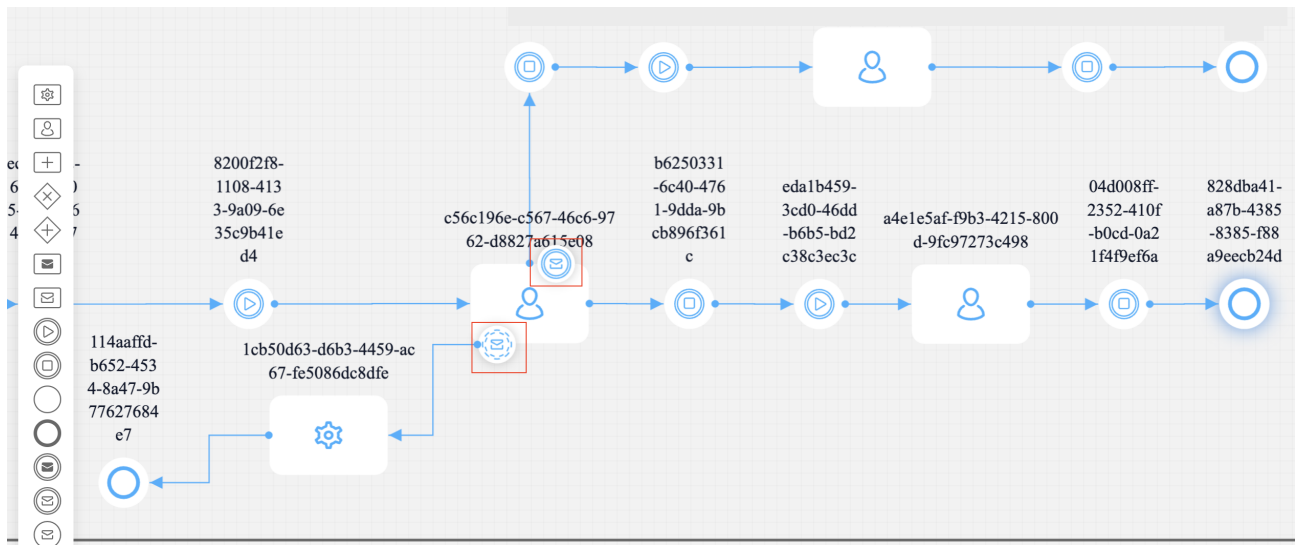 8200f2f8-
1108-413
3-9a09-6e
35c9b41e
d4
c56c196e-c567-46c6-97
62-d8827a615e08
b6250331
-6c40-476
1-9dda-9b
cb896f361
c
eda1b459-
3cd0-46dd
-b6b5-bd2
c38c3ec3c
a4e1e5af-f9b3-4215-800
d-9fc97273c498
04d008ff-
2352-410f
-b0cd-0a2
1f4f9ef6a
828dba41-
a87b-4385
-8385-f88
a9eecb24d
114aaffd-
b652-453
4-8a47-9b
77627684
e7
1cb50d63-d6b3-4459-ac
67-fe5086dc8dfe